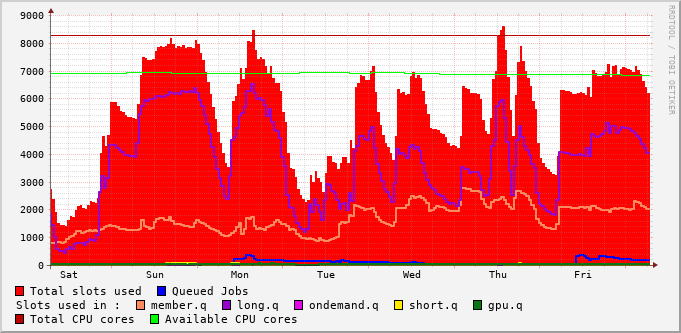 9000
8000
7000
6000
5000
4000
3000
2000
1000
0
Sat Sun Mon Tue Wed Thu Fri
Total slots used Queued Jobs
Slots used in : member.q long.q ondemand.q short.q gpu.q
Total CPU cores Available CPU cores
RRDTOOL / TOBI OETIKER